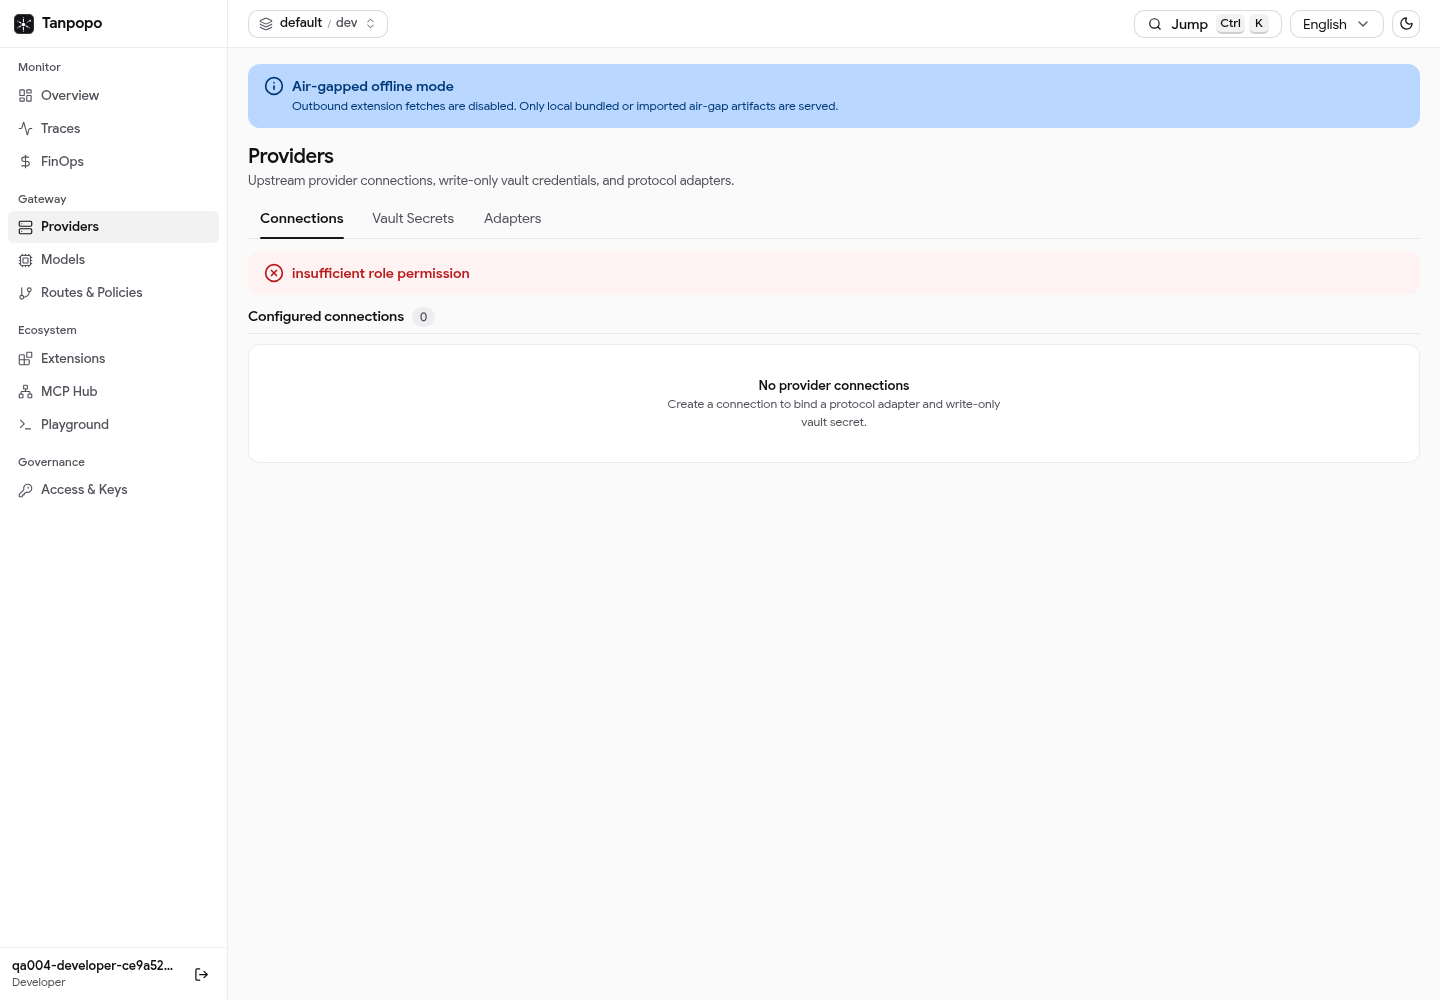 Tanpopo
default / dev
Jump Ctrl K
English
Monitor
Overview
Traces
FinOps
Gateway
Providers
Models
Routes & Policies
Ecosystem
Extensions
MCP Hub
Playground
Governance
Access & Keys
qa004-developer-ce9a52...
Developer
Air-gapped offline mode
Outbound extension fetches are disabled. Only local bundled or imported air-gap artifacts are served.
Providers
Upstream provider connections, write-only vault credentials, and protocol adapters.
Connections Vault Secrets Adapters
insufficient role permission
Configured connections 0
No provider connections
Create a connection to bind a protocol adapter and write-only
vault secret.